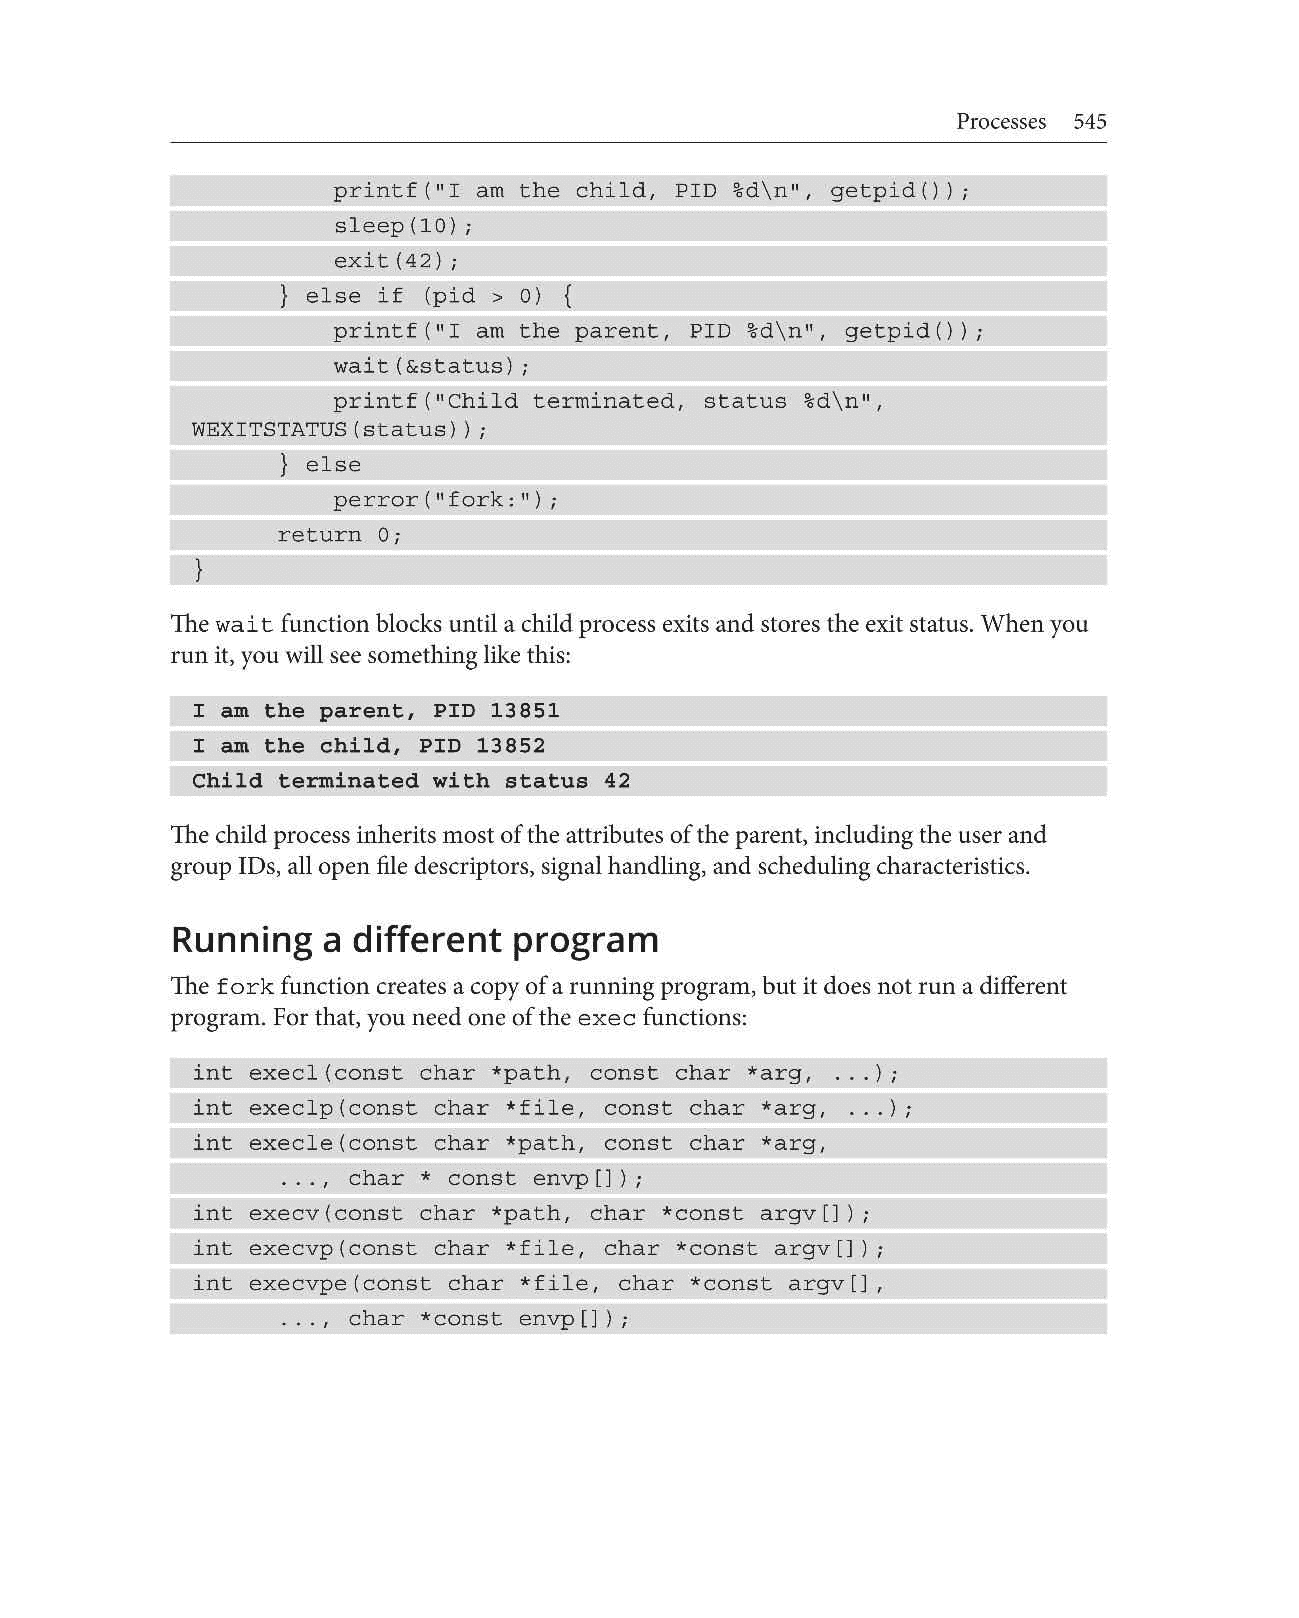 Processes 545
printf("I am the child, PID %d\n", getpid());
sleep(10);
exit(42);
} else if (pid > 0) {
printf("I am the parent, PID %d\n", getpid());
wait(&status);
printf("Child terminated, status %d\n",
WEXITSTATUS(status));
} else
perror("fork:");
return 0;
}
The wait function blocks until a child process exits and stores the exit status. When you
run it, you will see something like this:
I am the parent, PID 13851
I am the child, PID 13852
Child terminated with status 42
The child process inherits most of the attributes of the parent, including the user and
group IDs, all open file descriptors, signal handling, and scheduling characteristics.
Running a different program
The fork function creates a copy of a running program, but it does not run a different
program. For that, you need one of the exec functions:
int execl(const char *path, const char *arg, ...);
int execlp(const char *file, const char *arg, ...);
int execle(const char *path, const char *arg,
..., char * const envp[]);
int execv(const char *path, char *const argv[]);
int execvp(const char *file, char *const argv[]);
int execvpe(const char *file, char *const argv[],
..., char *const envp[]);